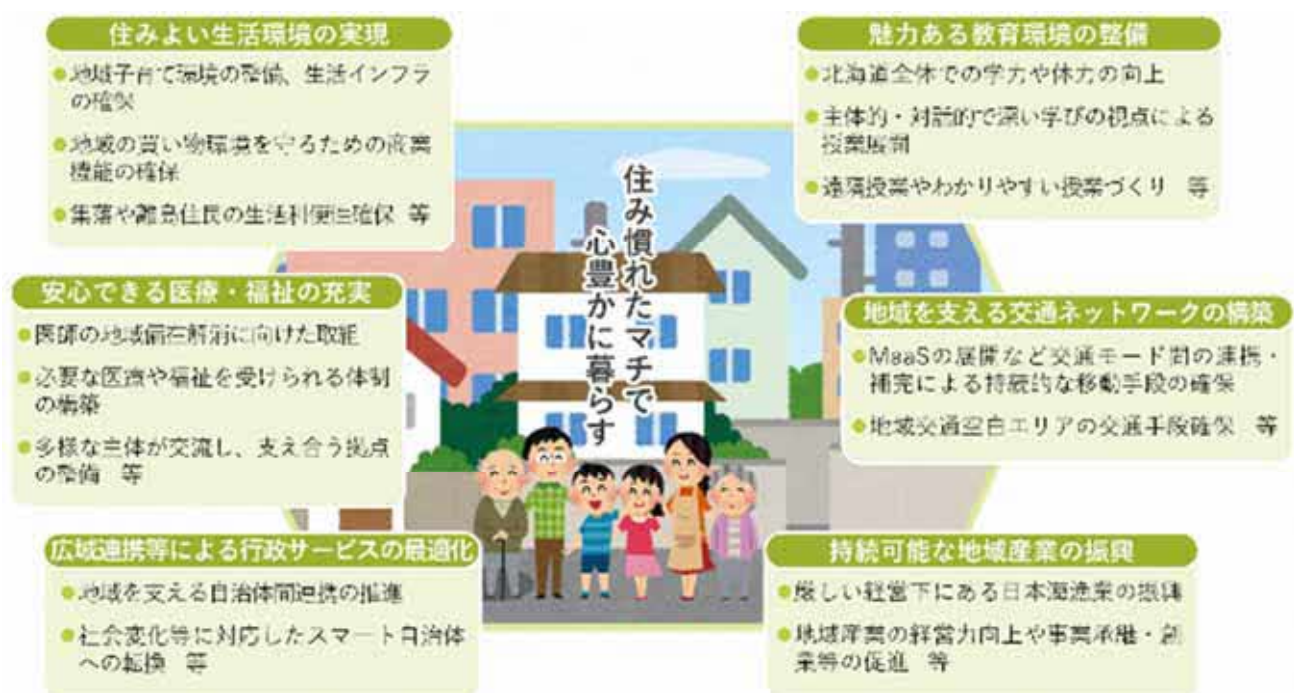 住みよい生活環境の実現
●地域子育て環境の整備、生活インフラ
の確保
●地域の買い物環境を守るための商業
機能の確保
●集落や離島住民の生活利便性確保 等
安心できる医療・福祉の充実
●医師の地域偏在解消に向けた取組
●必要な医療や福祉を受けられる体制
の構築
●多様な主体が交流し、支え合う拠点
の整備 等
広域連携等による行政サービスの最適化
●地域を支える自治体間連携の推進
●社会変化等に対応したスマート自治体
への転換 等
住み慣れたマチで
心豊かに暮らす
魅力ある教育環境の整備
●北海道全体での学力や体力の向上
●主体的・対話的で深い学びの視点による
授業展開
●遠隔授業やわかりやすい授業づくり 等
地域を支える交通ネットワークの構築
●MaaSの展開など交通モード間の連携・
補完による持続的な移動手段の確保
●地域交通空白エリアの交通手段確保 等
持続可能な地域産業の振興
●厳しい経営下にある日本海漁業の振興
●地域産業の経営力向上や事業承継・創
業等の促進 等